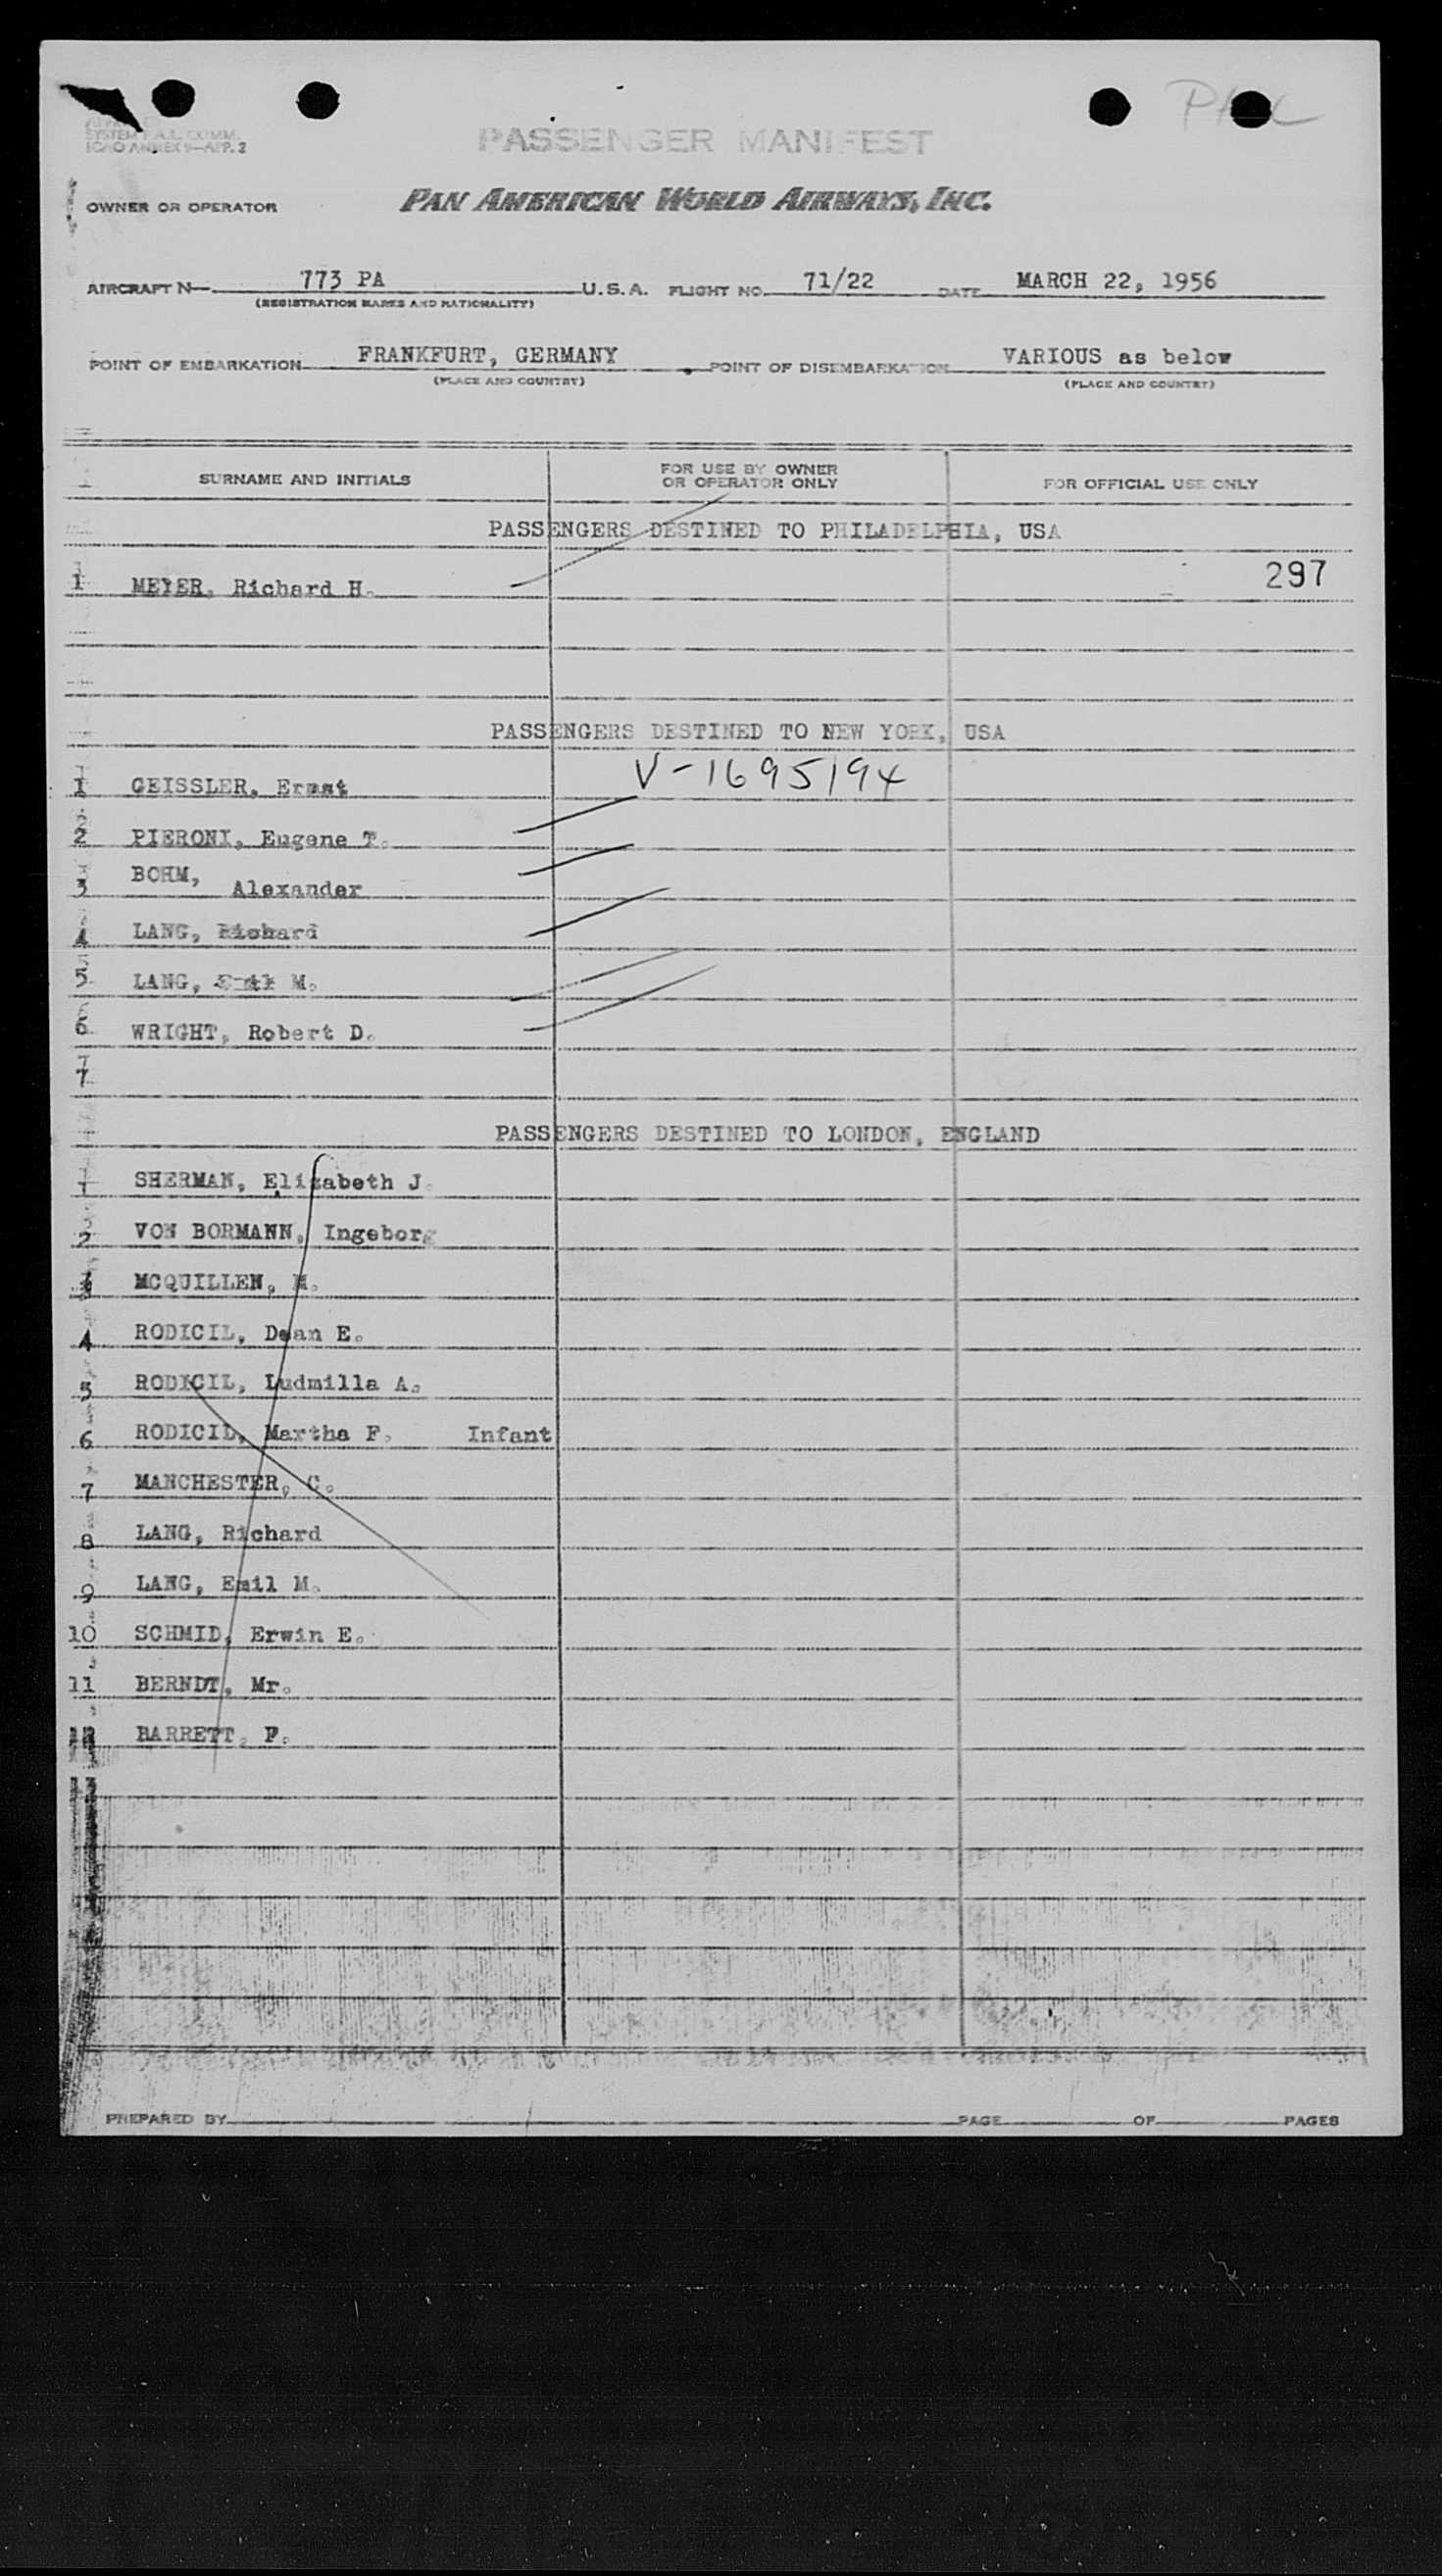 SYSTEM F.A.L. COMM.
ICAO ANNEX 9—APP. 2
PASSENGER MANIFEST
OWNER OR OPERATOR PAN AMERICAN WORLD AIRWAYS, INC.
AIRCRAFT N— 773 PA U.S.A. FLIGHT NO. 71/22 DATE MARCH 22, 1956
(REGISTRATION MARKS AND NATIONALITY)
POINT OF EMBARKATION FRANKFURT, GERMANY POINT OF DISEMBARKATION VARIOUS as below
(PLACE AND COUNTRY) (PLACE AND COUNTRY)
SURNAME AND INITIALS FOR USE BY OWNER OR OPERATOR ONLY FOR OFFICIAL USE ONLY
PASSENGERS DESTINED TO PHILADELPHIA, USA
297
1 MEYER, Richard H.
PASSENGERS DESTINED TO NEW YORK, USA
1 GEISSLER, Ernst V-1695194
2 PIERONI, Eugene T.
3 BOHM, Alexander
4 LANG, Richard
5 LANG, M.
6 WRIGHT, Robert D.
7
PASSENGERS DESTINED TO LONDON, ENGLAND
1 SHERMAN, Elizabeth J.
2 VON BORMANN, Ingeborg
3 MCQUILLEN, M.
4 RODICIL, Dean E.
5 RODICIL, Ludmilla A.
6 RODICIL, Martha F. Infant
7 MANCHESTER, C.
8 LANG, Richard
9 LANG, Emil M.
10 SCHMID, Erwin E.
11 BERNDT, Mr.
12 BARRETT, F.
PREPARED BY PAGE OF PAGES